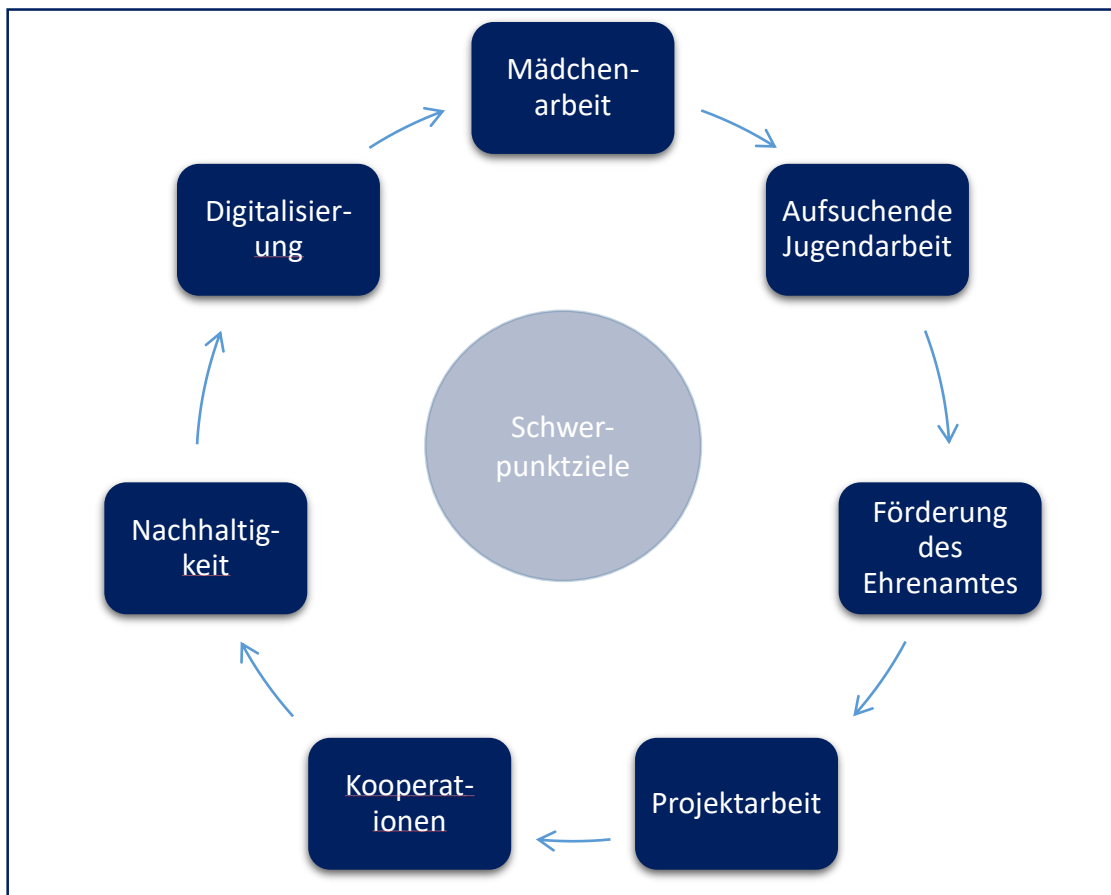 Mädchen-
arbeit
Aufsuchende
Jugendarbeit
Förderung
des
Ehrenamtes
Projektarbeit
Kooperat-
ionen
Nachhaltig-
keit
Digitalisier-
ung
Schwer-
punktziele